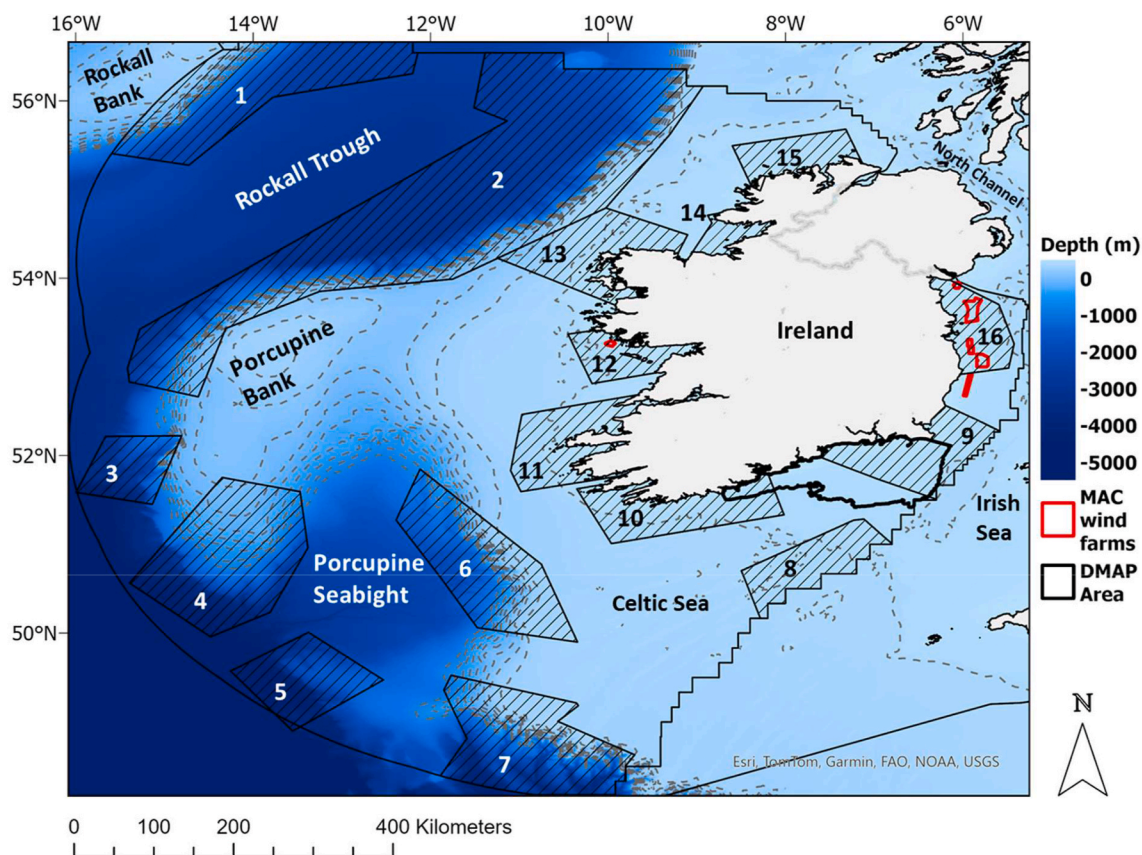 16°W 14°W 12°W 10°W 8°W 6°W
56°N
54°N
52°N
50°N
Rockall
Bank
1
Rockall Trough
2
15
North Channel
14
13
Porcupine
Bank
12
Ireland
16
3
11
9
10
Irish
Sea
4
Porcupine
Seabight
6
8
Celtic Sea
5
7
Esri, TomTom, Garmin, FAO, NOAA, USGS
Depth (m)
0
-1000
-2000
-3000
-4000
-5000
MAC
wind
farms
DMAP
Area
N
0 100 200 400 Kilometers